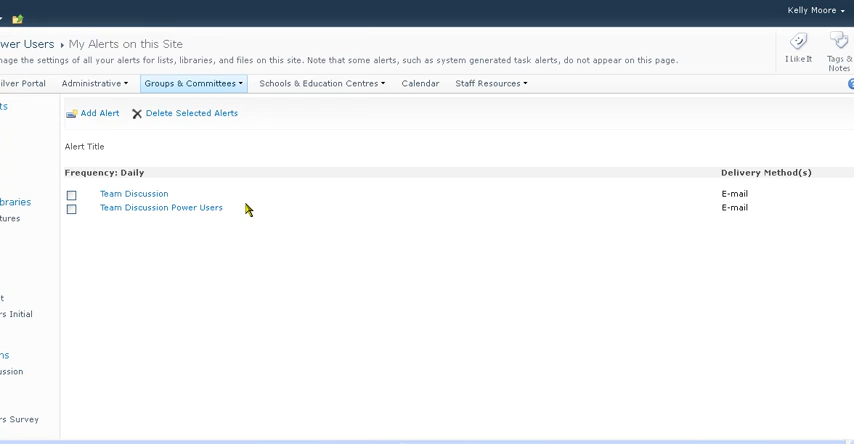 Kelly Moore
wer Users ▸ My Alerts on this Site
nage the settings of all your alerts for lists, libraries, and files on this site. Note that some alerts, such as system generated task alerts, do not appear on this page.
I Like It
Tags &
Notes
ilver Portal Administrative Groups & Committees Schools & Education Centres Calendar Staff Resources
ts
Add Alert Delete Selected Alerts
Alert Title
Frequency: Daily Delivery Method(s)
Team Discussion E-mail
Team Discussion Power Users E-mail
braries
tures
t
rs Initial
ns
ussion
rs Survey